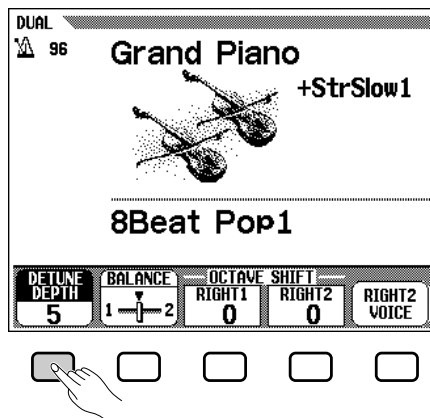 DUAL
96
Grand Piano
+StrSlow1
8Beat Pop1
DETUNE DEPTH 5
BALANCE 1 2
OCTAVE SHIFT
RIGHT1 0
RIGHT2 0
RIGHT2 VOICE